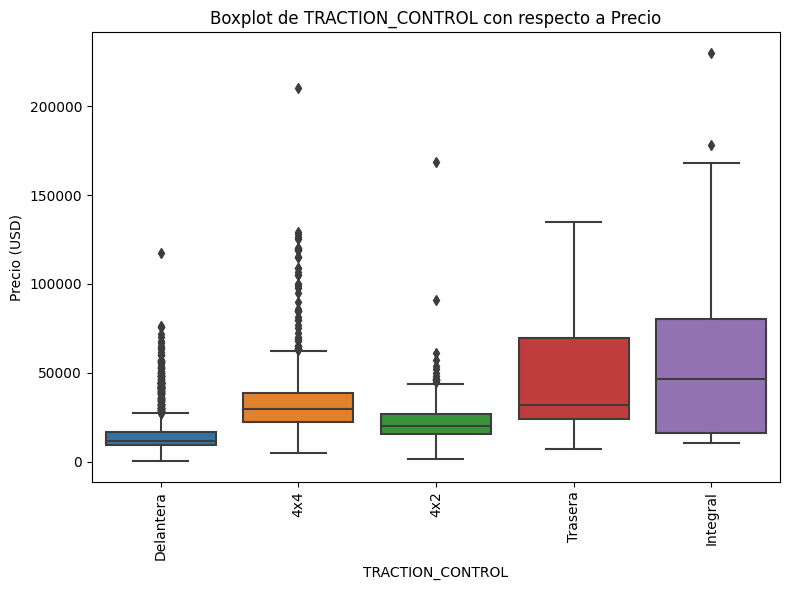 Boxplot de TRACTION_CONTROL con respecto a Precio
Precio (USD)
200000
150000
100000
50000
0
Delantera
4x4
4x2
Trasera
Integral
TRACTION_CONTROL